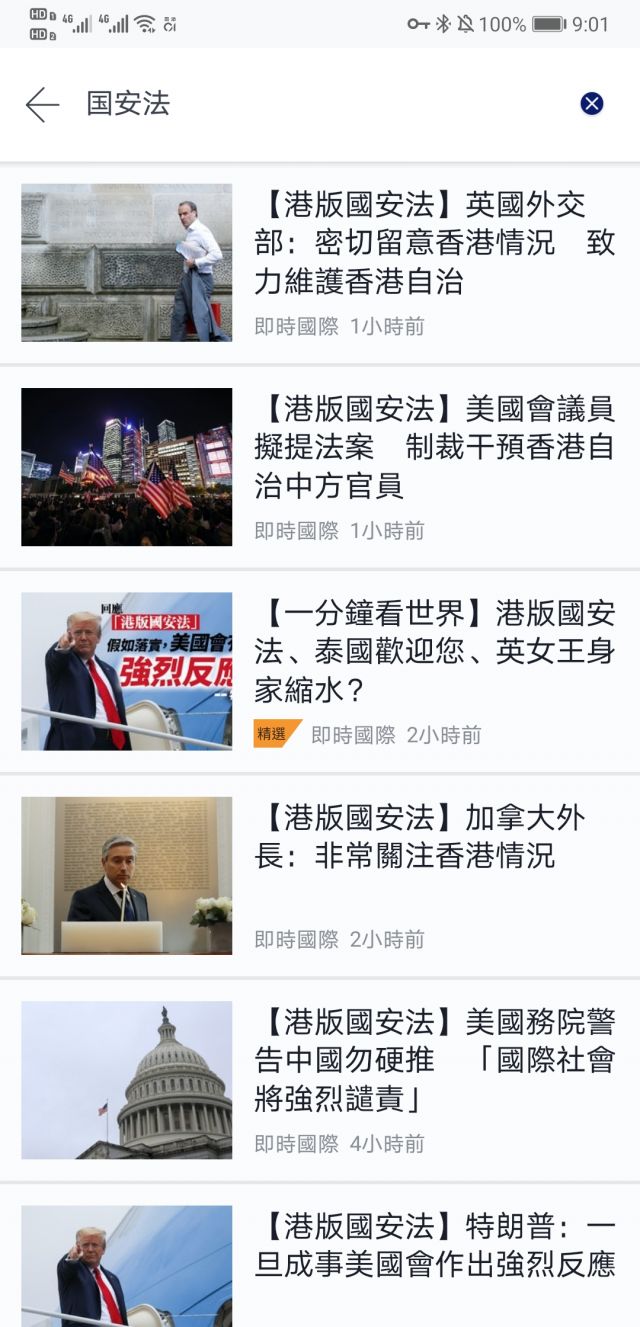 HD 1 4G 4G 100% 9:01
HD 2
国安法
【港版國安法】英國外交
部：密切留意香港情況　致
力維護香港自治
即時國際 1小時前
【港版國安法】美國會議員
擬提法案　制裁干預香港自
治中方官員
即時國際 1小時前
回應
「港版國安法」
假如落實，美國會有
強烈反應
【一分鐘看世界】港版國安
法、泰國歡迎您、英女王身
家縮水？
精選 即時國際 2小時前
【港版國安法】加拿大外
長：非常關注香港情況
即時國際 2小時前
【港版國安法】美國務院警
告中國勿硬推　「國際社會
將強烈譴責」
即時國際 4小時前
【港版國安法】特朗普：一
旦成事美國會作出強烈反應